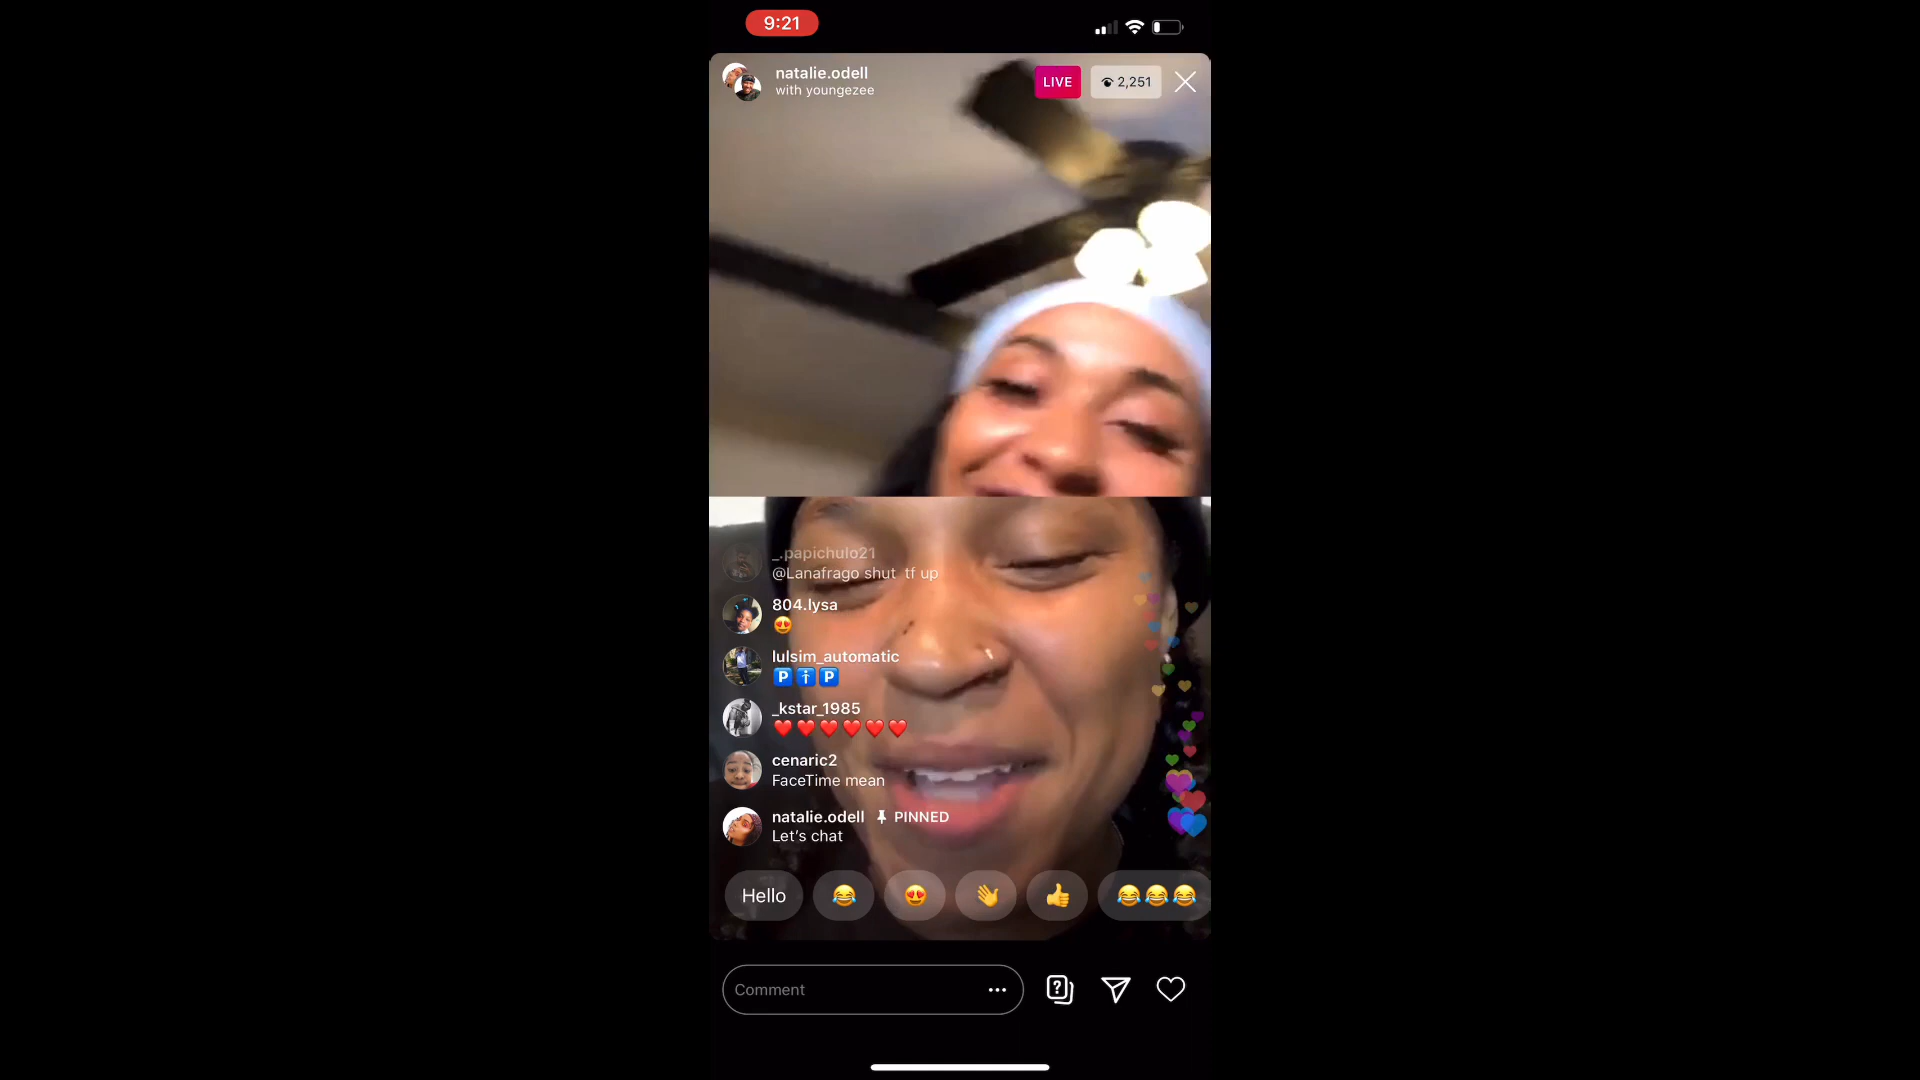 9:21
natalie.odell
with youngezee
LIVE
2,251
_.papichulo21
@Lanafrago shut tf up
804.lysa
😍
lulsim_automatic
🅿️ℹ️🅿️
_kstar_1985
❤️❤️❤️❤️❤️❤️
cenaric2
FaceTime mean
natalie.odell PINNED
Let’s chat
Hello 😂 😍 👋 👍 😂😂😂
Comment